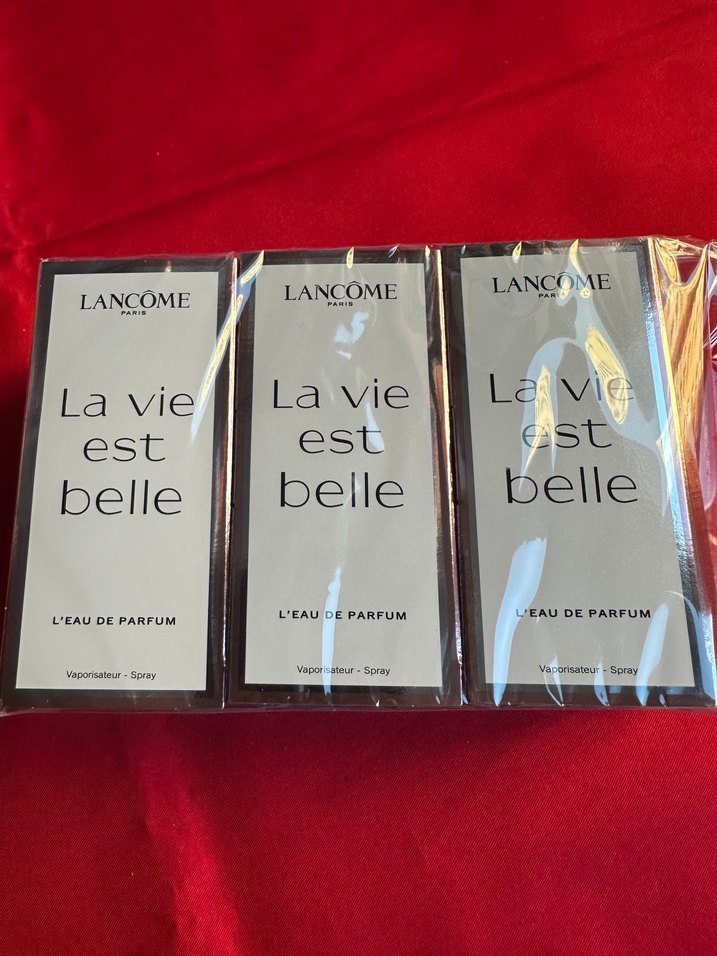 LANCÔME
PARIS
La vie
est
belle
L'EAU DE PARFUM
Vaporisateur - Spray
LANCÔME
PARIS
La vie
est
belle
L'EAU DE PARFUM
Vaporisateur - Spray
LANCÔME
PARIS
La vie
est
belle
L'EAU DE PARFUM
Vaporisateur - Spray